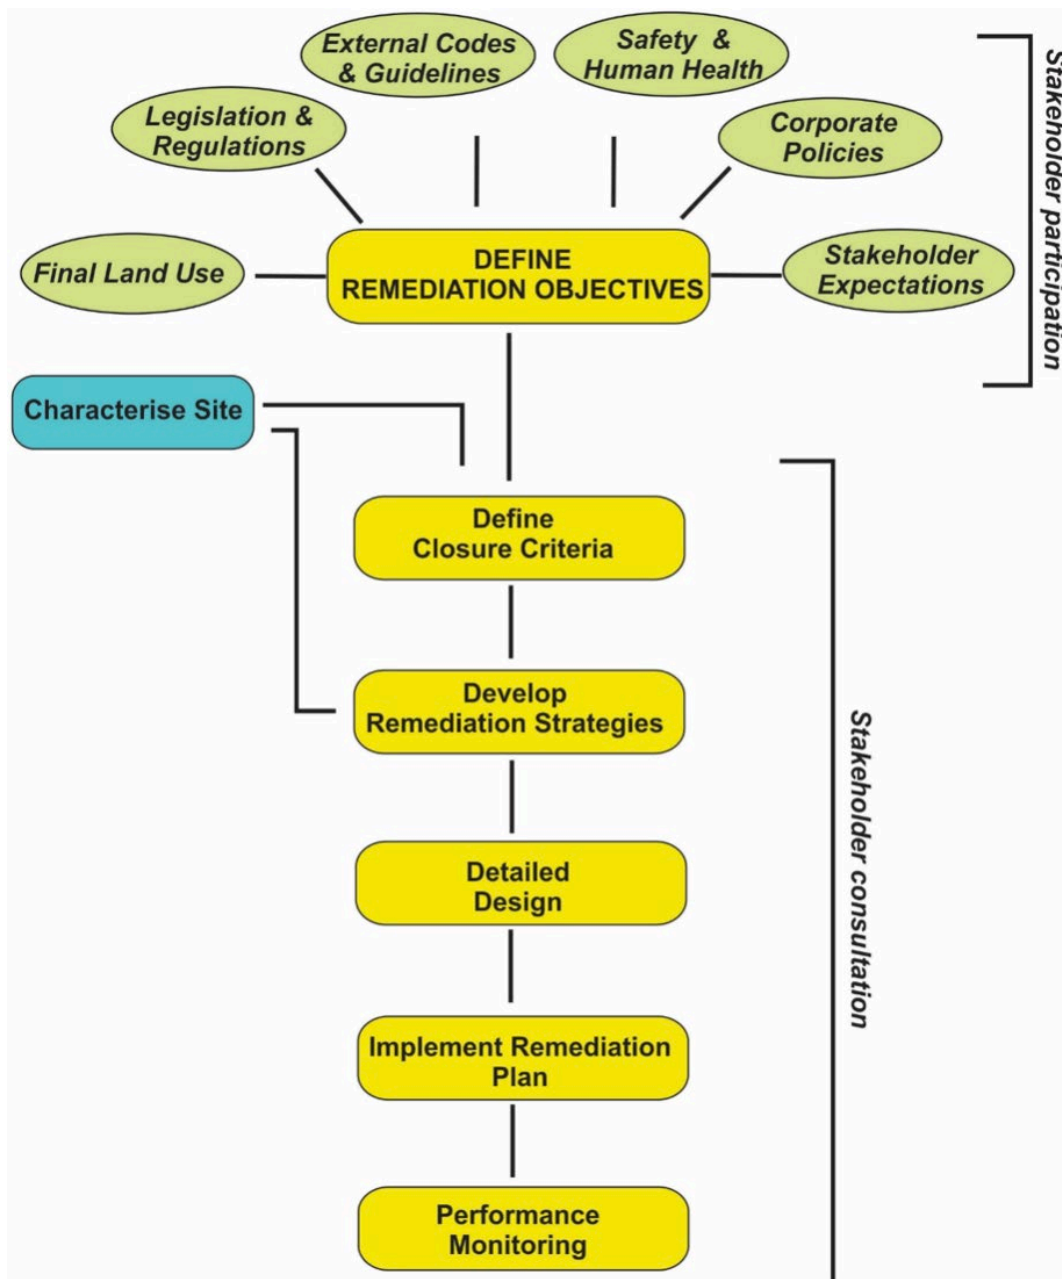 External Codes
& Guidelines
Safety &
Human Health
Legislation &
Regulations
Corporate
Policies
Final Land Use
DEFINE
REMEDIATION OBJECTIVES
Stakeholder
Expectations
Stakeholder participation
Characterise Site
Define
Closure Criteria
Develop
Remediation Strategies
Detailed
Design
Implement Remediation
Plan
Performance
Monitoring
Stakeholder consultation